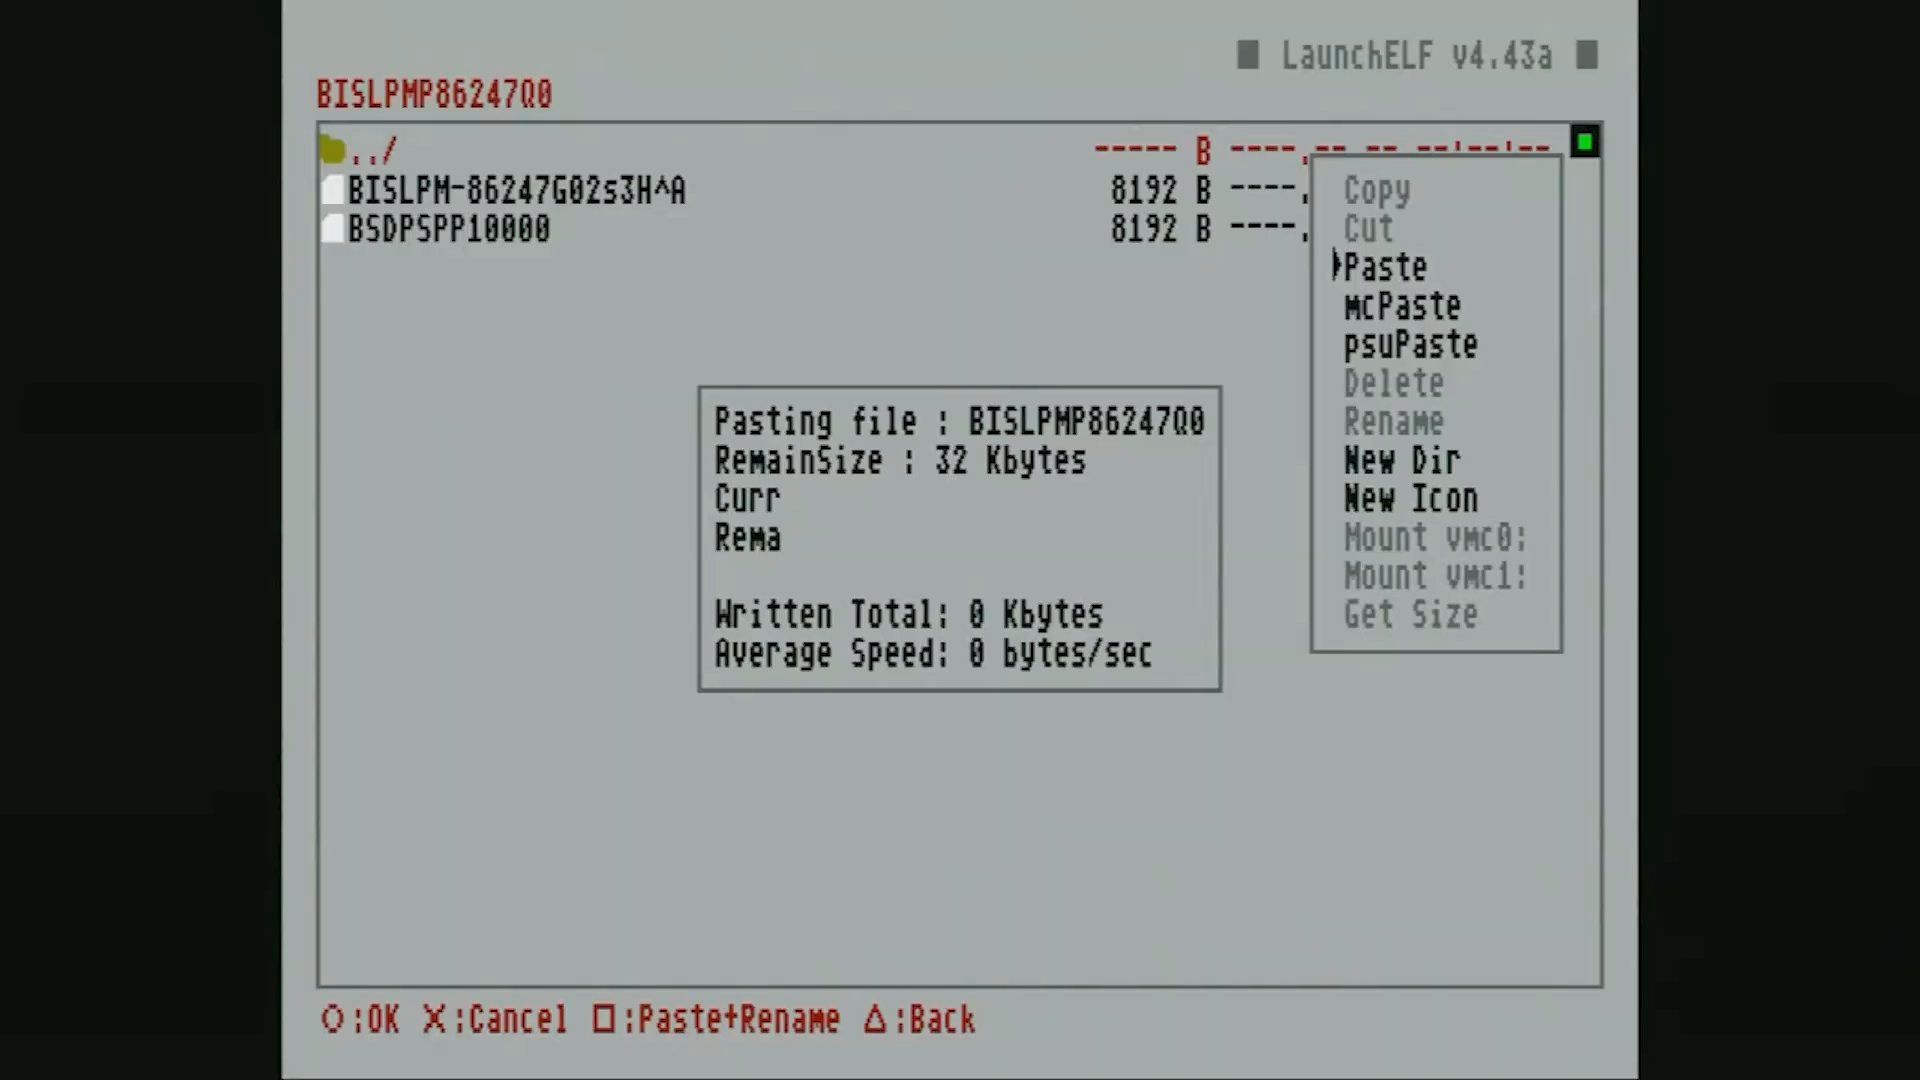 ■ LaunchELF v4.43a ■
BISLPMP86247Q0
../ ----- B ----.-- -- --:--:--
BISLPM-86247G02s3H^A 8192 B ----.
BSDPSPP10000 8192 B ----.
Copy
Cut
Paste
mcPaste
psuPaste
Delete
Rename
New Dir
New Icon
Mount vmc0:
Mount vmc1:
Get Size
Pasting file : BISLPMP86247Q0
RemainSize : 32 Kbytes
Curr
Rema
Written Total: 0 Kbytes
Average Speed: 0 bytes/sec
○:OK ×:Cancel □:Paste+Rename △:Back